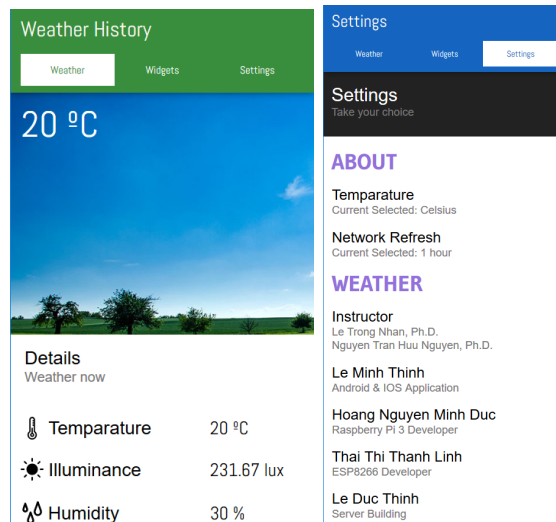 Weather History
Weather
Widgets
Settings
20 ºC
Details
Weather now
Temparature
20 ºC
Illuminance
231.67 lux
Humidity
30 %
Settings
Weather
Widgets
Settings
Settings
Take your choice
ABOUT
Temparature
Current Selected: Celsius
Network Refresh
Current Selected: 1 hour
WEATHER
Instructor
Le Trong Nhan, Ph.D.
Nguyen Tran Huu Nguyen, Ph.D.
Le Minh Thinh
Android & IOS Application
Hoang Nguyen Minh Duc
Raspberry Pi 3 Developer
Thai Thi Thanh Linh
ESP8266 Developer
Le Duc Thinh
Server Building